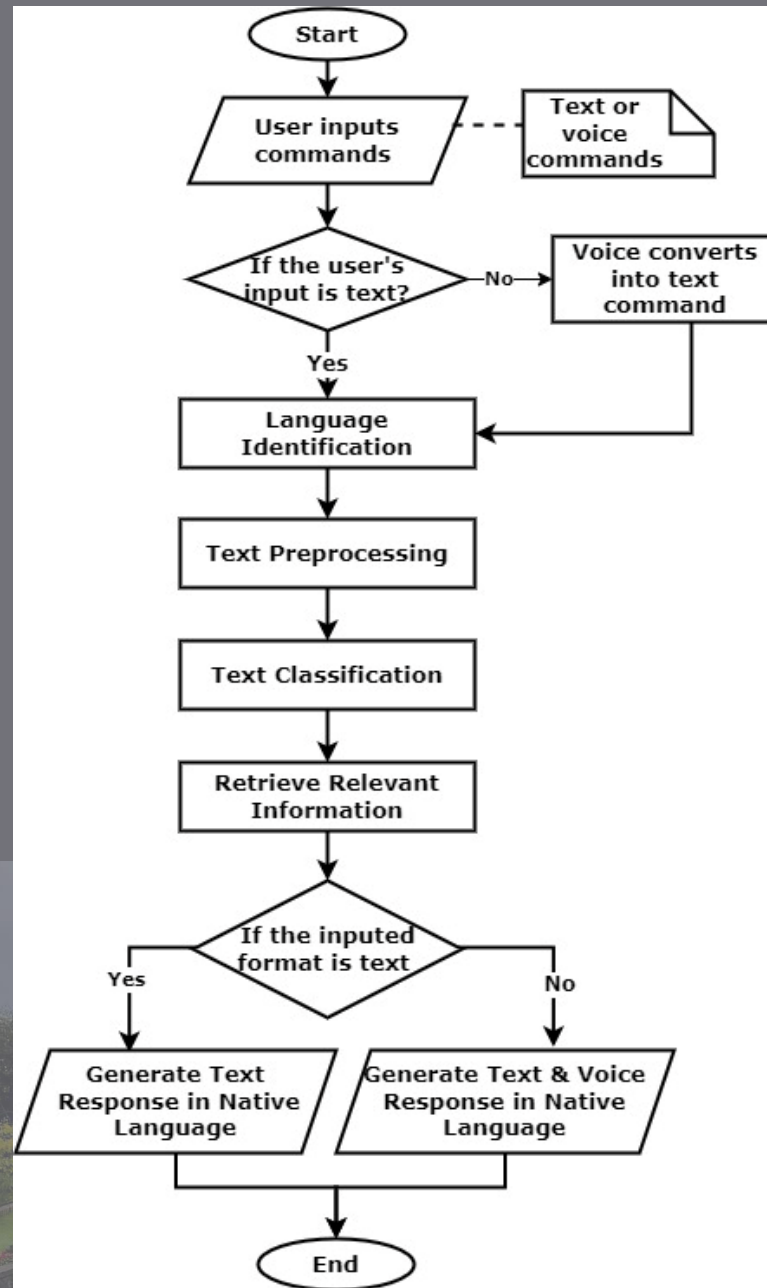 Start
User inputs
commands
Text or
voice
commands
If the user's
input is text?
No
Voice converts
into text
command
Yes
Language
Identification
Text Preprocessing
Text Classification
Retrieve Relevant
Information
If the inputed
format is text
Yes
No
Generate Text
Response in Native
Language
Generate Text & Voice
Response in Native
Language
End